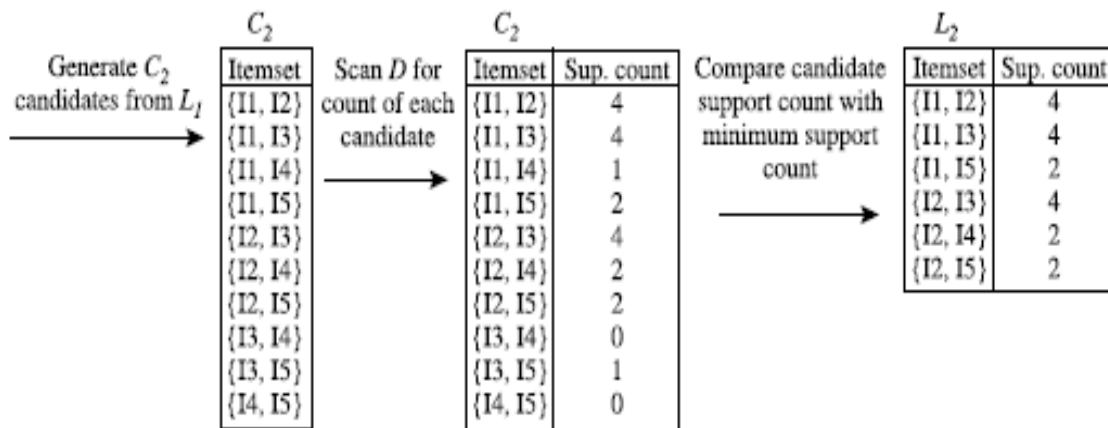 C2
C2
L2
Generate C2
candidates from L1
Itemset
{I1, I2}
{I1, I3}
{I1, I4}
{I1, I5}
{I2, I3}
{I2, I4}
{I2, I5}
{I3, I4}
{I3, I5}
{I4, I5}
Scan D for
count of each
candidate
Itemset Sup. count
{I1, I2} 4
{I1, I3} 4
{I1, I4} 1
{I1, I5} 2
{I2, I3} 4
{I2, I4} 2
{I2, I5} 2
{I3, I4} 0
{I3, I5} 1
{I4, I5} 0
Compare candidate
support count with
minimum support
count
Itemset Sup. count
{I1, I2} 4
{I1, I3} 4
{I1, I5} 2
{I2, I3} 4
{I2, I4} 2
{I2, I5} 2